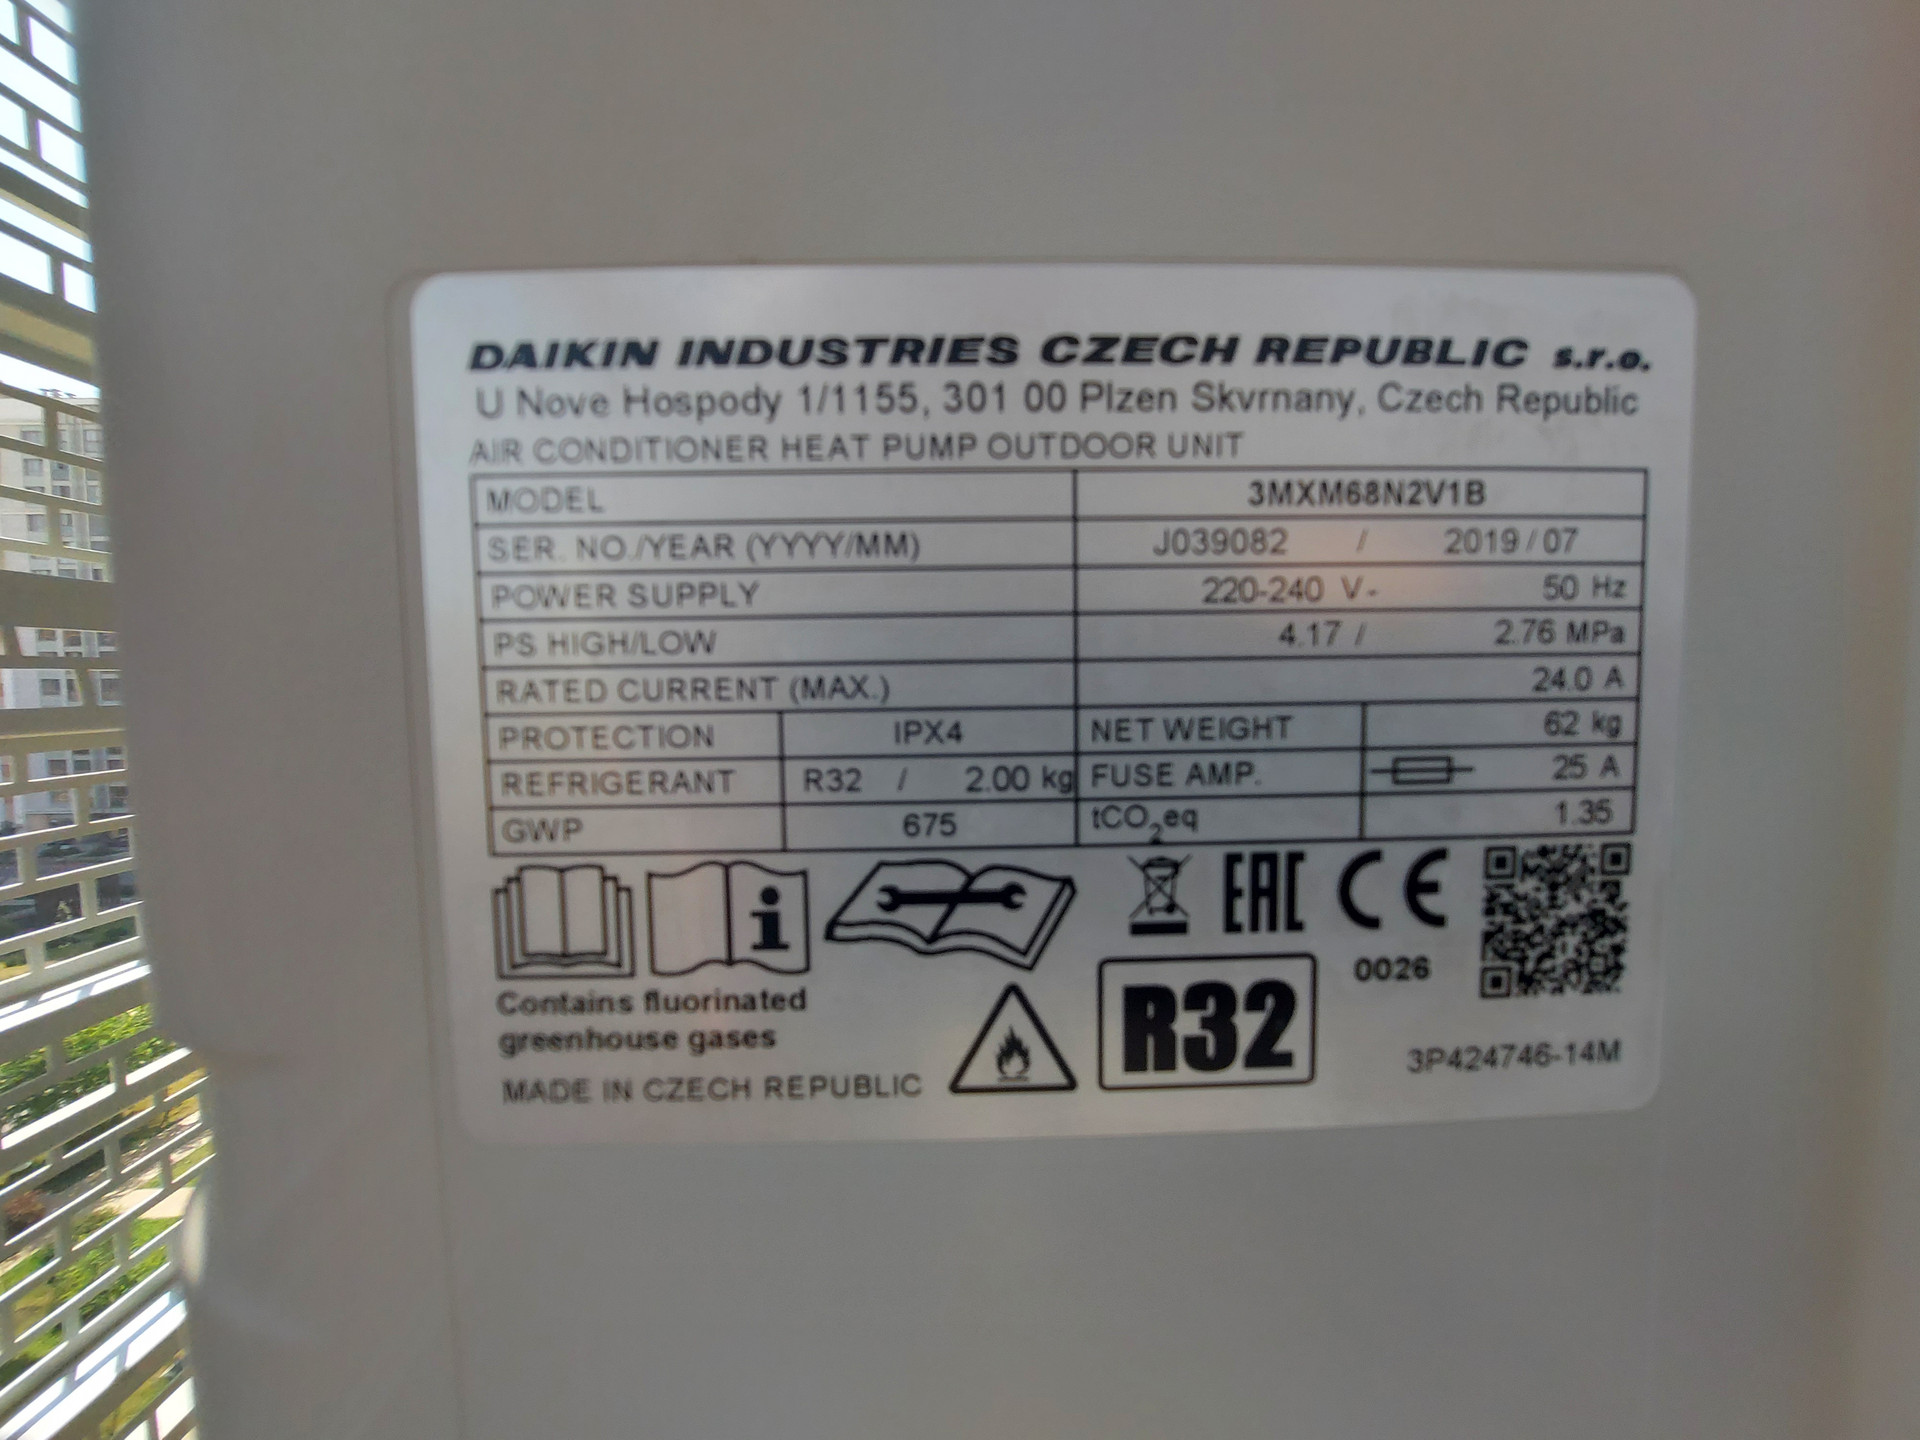 DAIKIN INDUSTRIES CZECH REPUBLIC s.r.o.
U Nove Hospody 1/1155, 301 00 Plzen Skvrnany, Czech Republic
AIR CONDITIONER HEAT PUMP OUTDOOR UNIT
MODEL 3MXM68N2V1B
SER. NO./YEAR (YYYY/MM) J039082 / 2019/07
POWER SUPPLY 220-240 V~ 50 Hz
PS HIGH/LOW 4.17 / 2.76 MPa
RATED CURRENT (MAX.) 24.0 A
PROTECTION IPX4 NET WEIGHT 62 kg
REFRIGERANT R32 / 2.00 kg FUSE AMP. 25 A
GWP 675 tCO₂eq 1.35
EAC CE
0026
Contains fluorinated
greenhouse gases
R32
MADE IN CZECH REPUBLIC
3P424746-14M